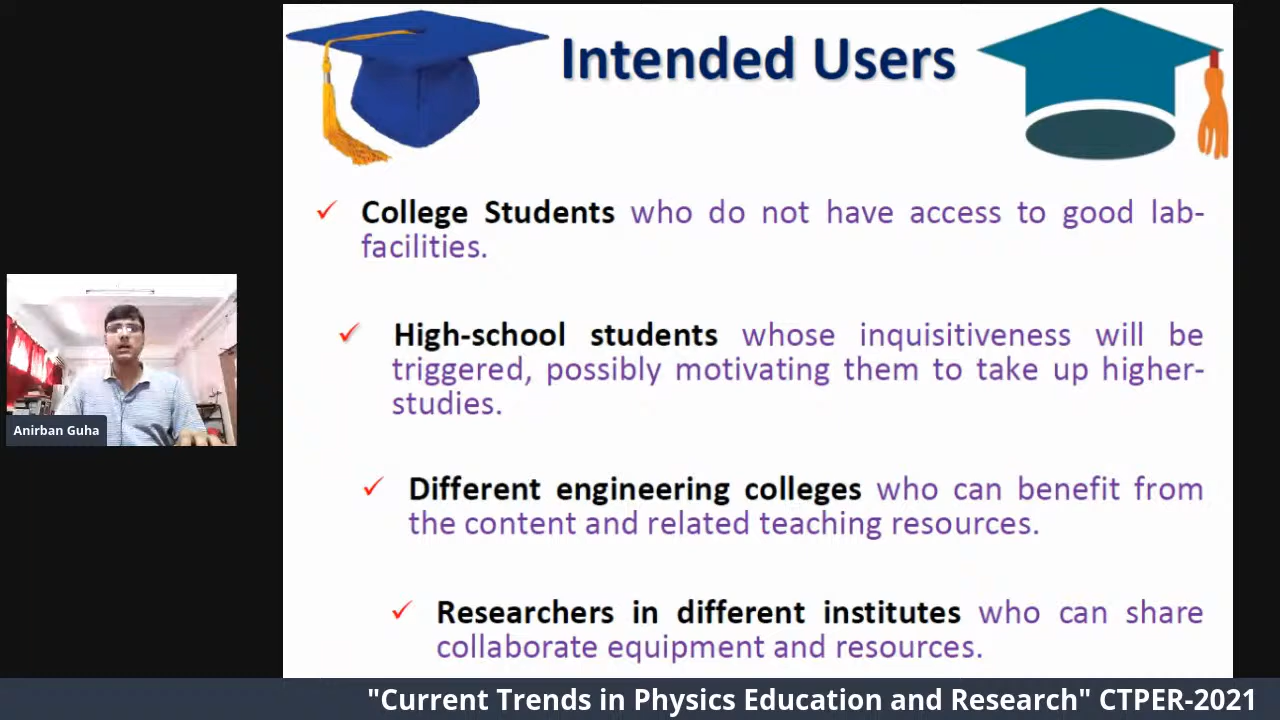 Intended Users
✓ College Students who do not have access to good lab-
facilities.
✓ High-school students whose inquisitiveness will be
triggered, possibly motivating them to take up higher-
studies.
✓ Different engineering colleges who can benefit from
the content and related teaching resources.
✓ Researchers in different institutes who can share
collaborate equipment and resources.
Anirban Guha
"Current Trends in Physics Education and Research" CTPER-2021